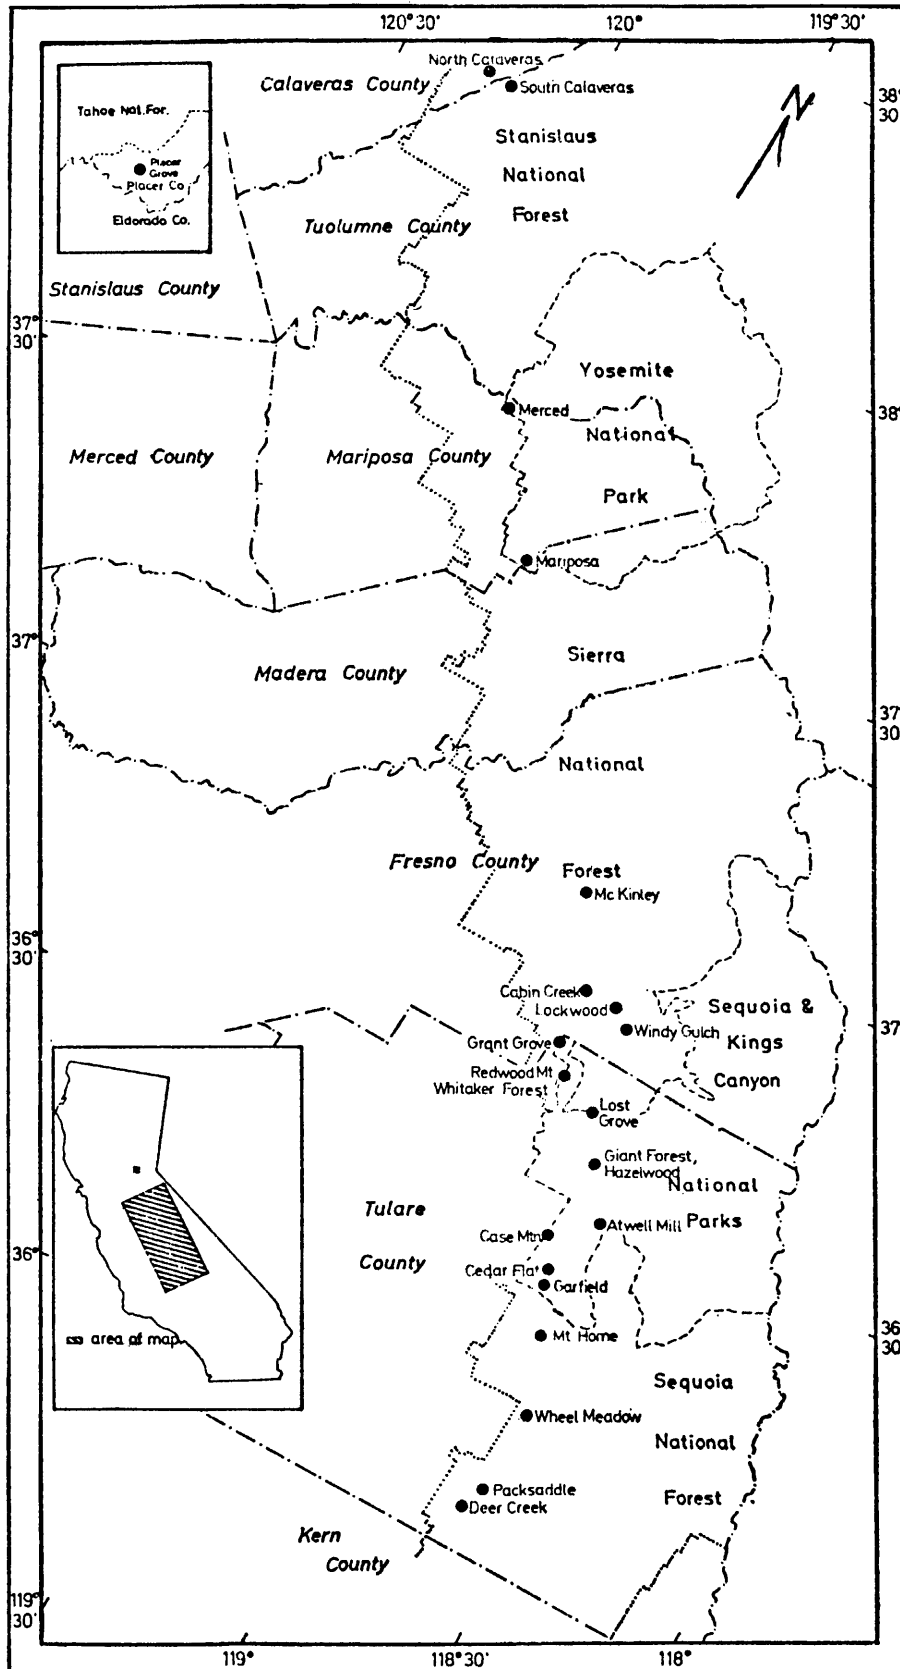 120° 30'
120°
119° 30'
North Calaveras
South Calaveras
Calaveras County
38°
30'
Tahoe Nat.For.
Placer
Grove
Placer Co
Eldorado Co.
Stanislaus
National
Forest
N
Tuolumne County
Stanislaus County
37°
30'
Yosemite
National
Park
38°
Merced
Merced County
Mariposa County
Mariposa
37°
Sierra
National
Forest
Madera County
37°
30'
Fresno County
Mc Kinley
36°
30'
Cabin Creek
Lockwood
Windy Gulch
Grant Grove
Redwood Mt
Whitaker Forest
Lost
Grove
Sequoia &
Kings
Canyon
National
Parks
37°
Giant Forest,
Hazelwood
Tulare
County
Case Mtn
Atwell Mill
36°
Cedar Flat
Garfield
Mt Home
36°
30'
area of map
Sequoia
National
Forest
Wheel Meadow
Packsaddle
Deer Creek
Kern
County
119°
30'
119°
118° 30'
118°